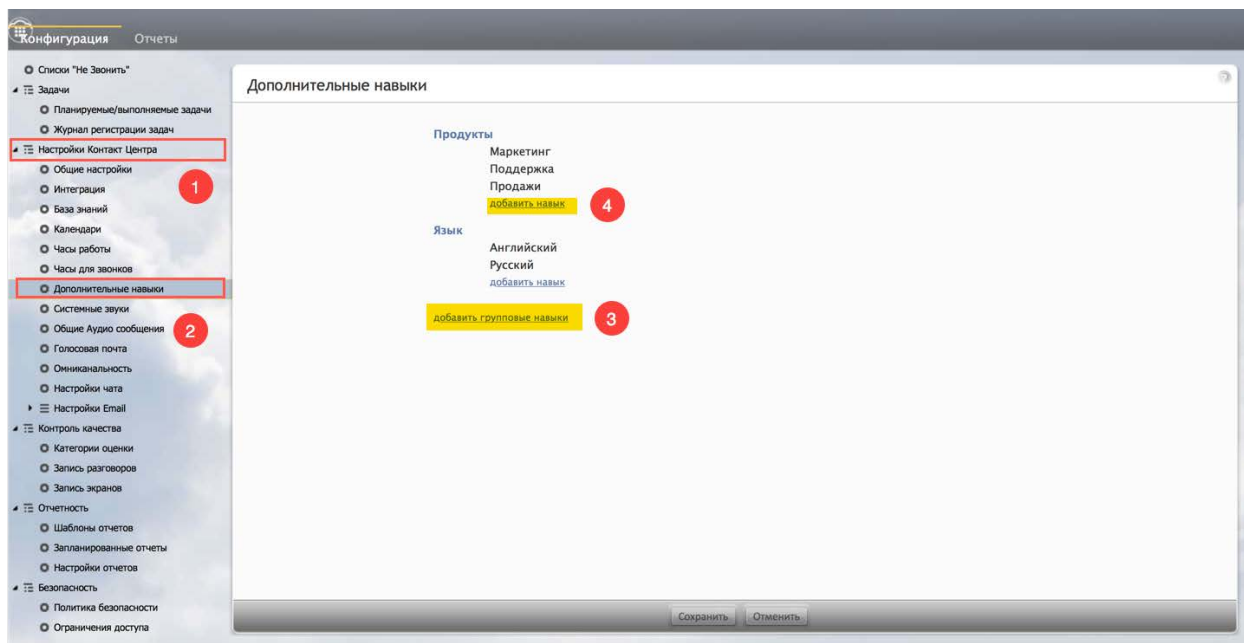 Конфигурация Отчеты
Списки "Не Звонить"
Задачи
Планируемые/выполняемые задачи
Журнал регистрации задач
Настройки Контакт Центра
Общие настройки
1
Интеграция
База знаний
Календари
Часы работы
Часы для звонков
Дополнительные навыки
Системные звуки
Общие Аудио сообщения
2
Голосовая почта
Омниканальность
Настройки чата
Настройки Email
Контроль качества
Категории оценки
Запись разговоров
Запись экранов
Отчетность
Шаблоны отчетов
Запланированные отчеты
Настройки отчетов
Безопасность
Политика безопасности
Ограничения доступа
Дополнительные навыки
Продукты
Маркетинг
Поддержка
Продажи
добавить навык 4
Язык
Английский
Русский
добавить навык
добавить групповые навыки 3
Сохранить Отменить